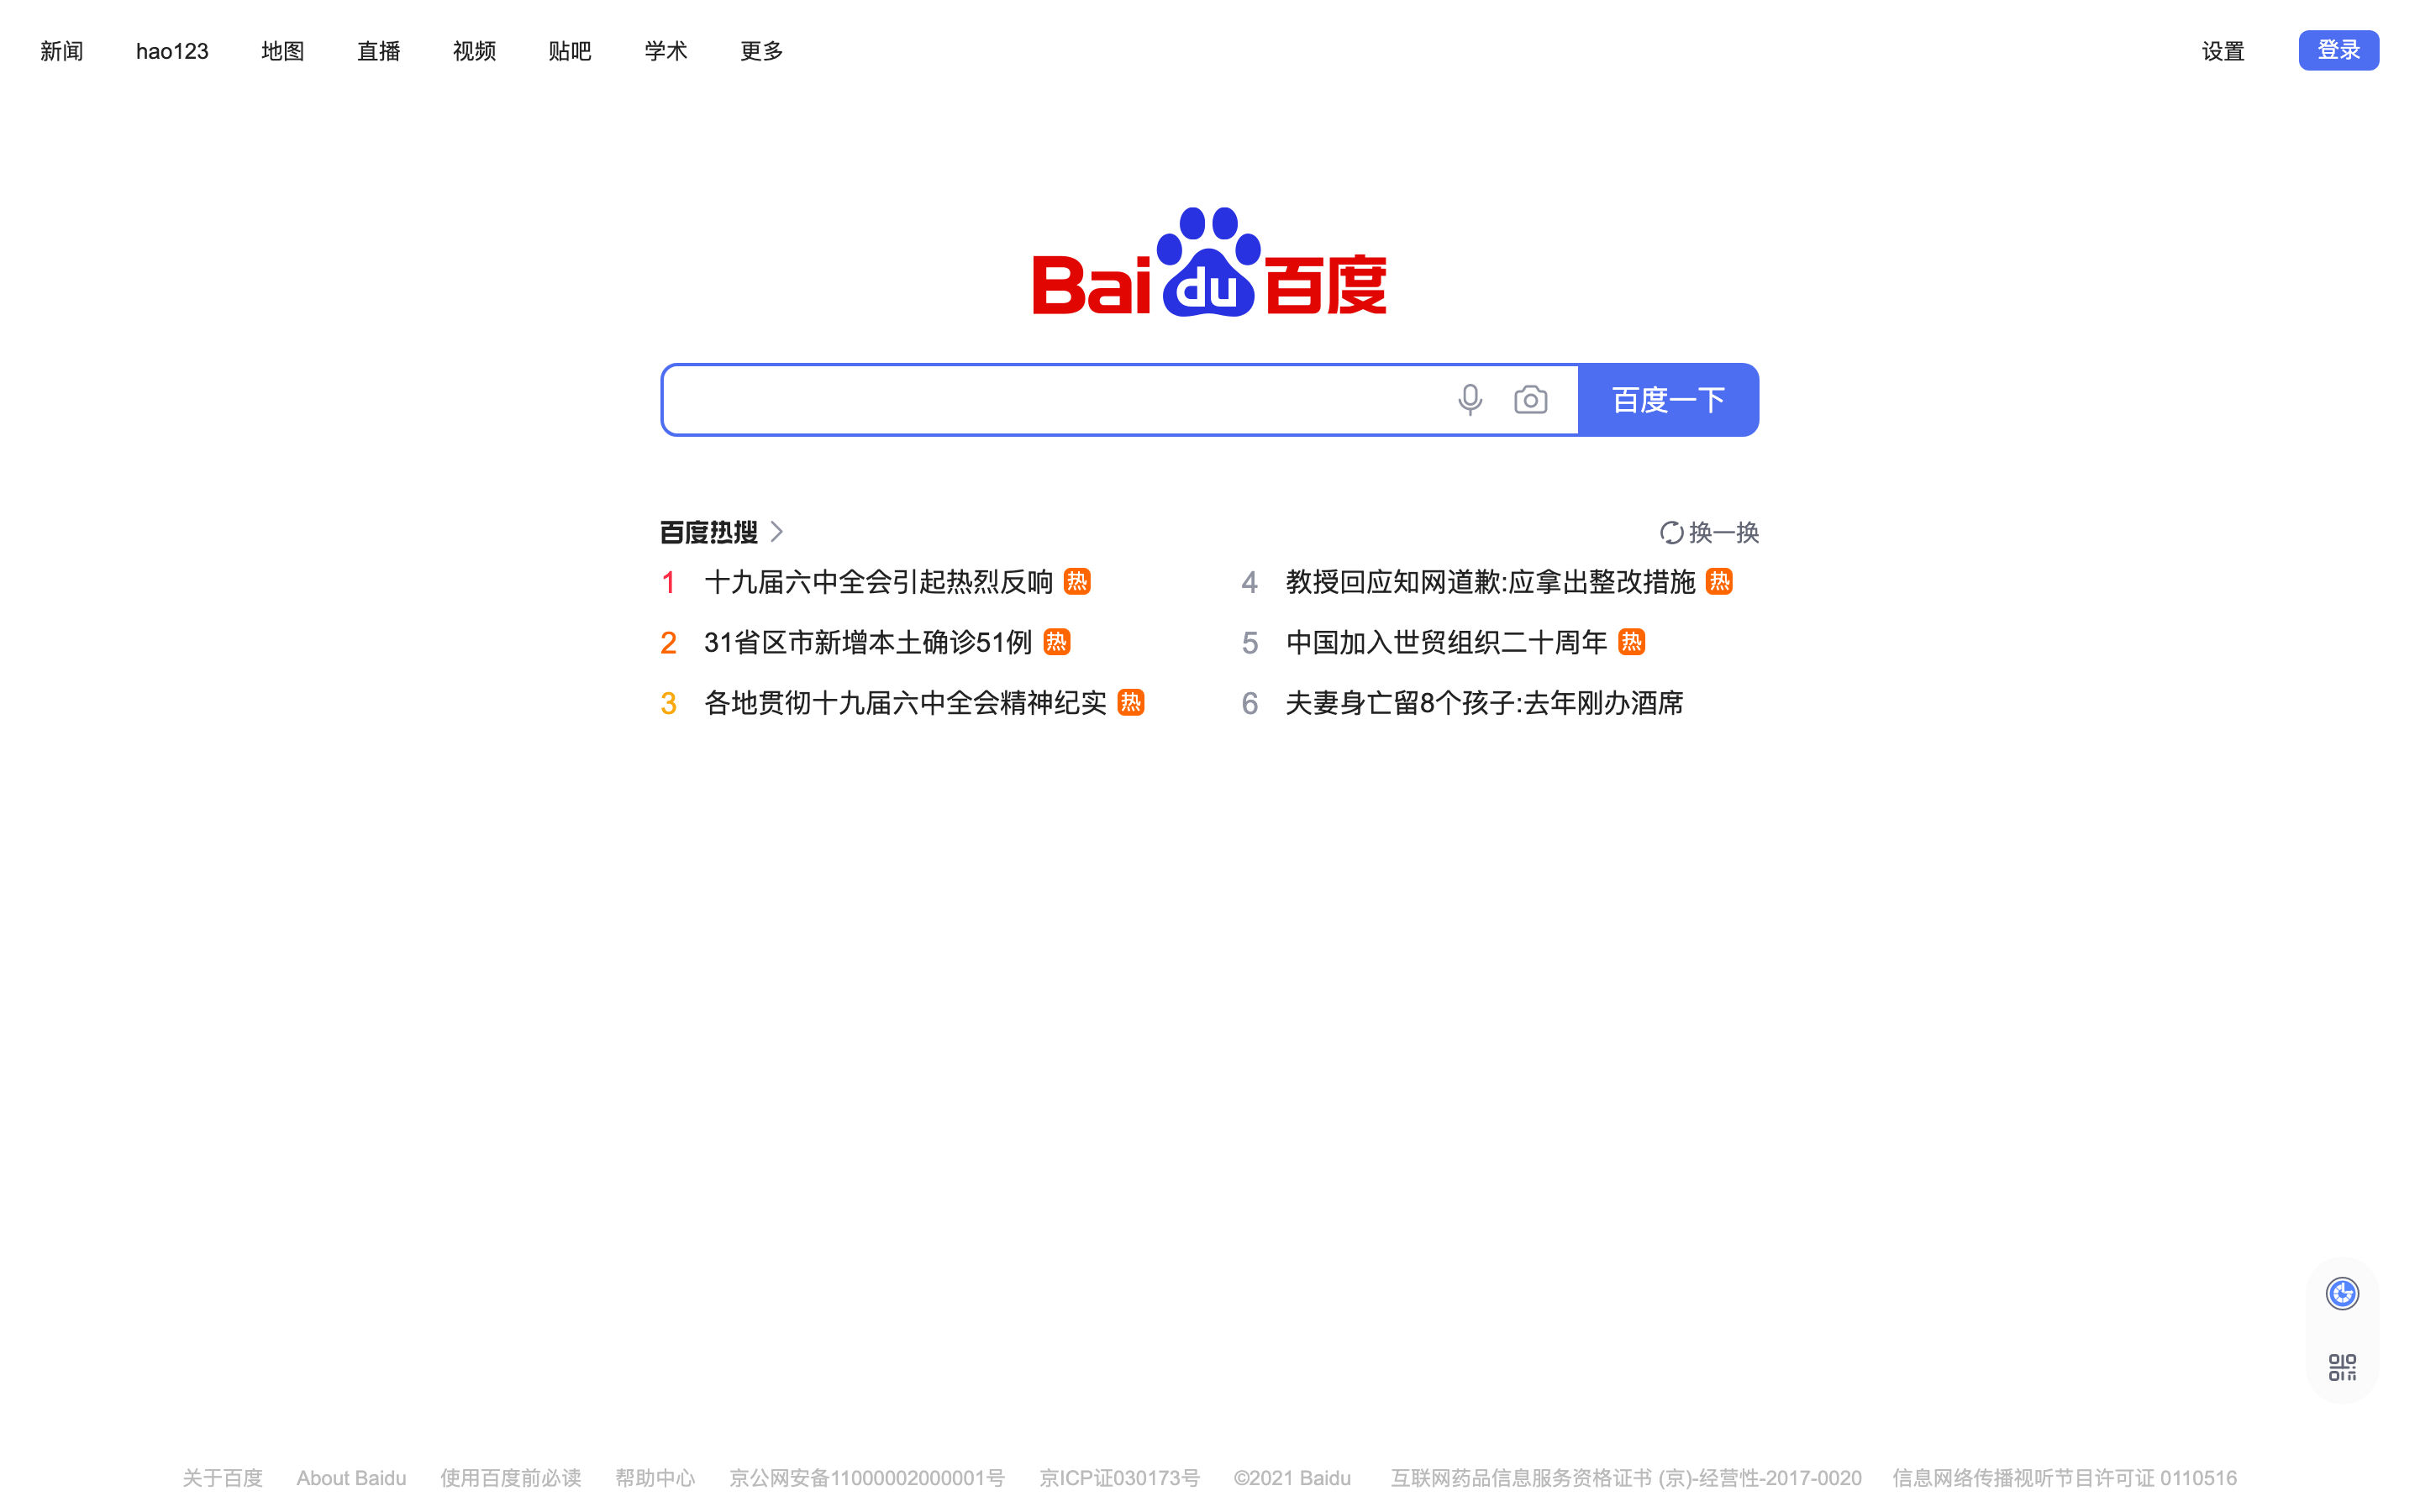 新闻 hao123 地图 直播 视频 贴吧 学术 更多 设置 登录
Bai du 百度
百度一下
百度热搜 换一换
1 十九届六中全会引起热烈反响 热
2 31省区市新增本土确诊51例 热
3 各地贯彻十九届六中全会精神纪实 热
4 教授回应知网道歉:应拿出整改措施 热
5 中国加入世贸组织二十周年 热
6 夫妻身亡留8个孩子:去年刚办酒席
关于百度 About Baidu 使用百度前必读 帮助中心 京公网安备11000002000001号 京ICP证030173号 ©2021 Baidu 互联网药品信息服务资格证书 (京)-经营性-2017-0020 信息网络传播视听节目许可证 0110516